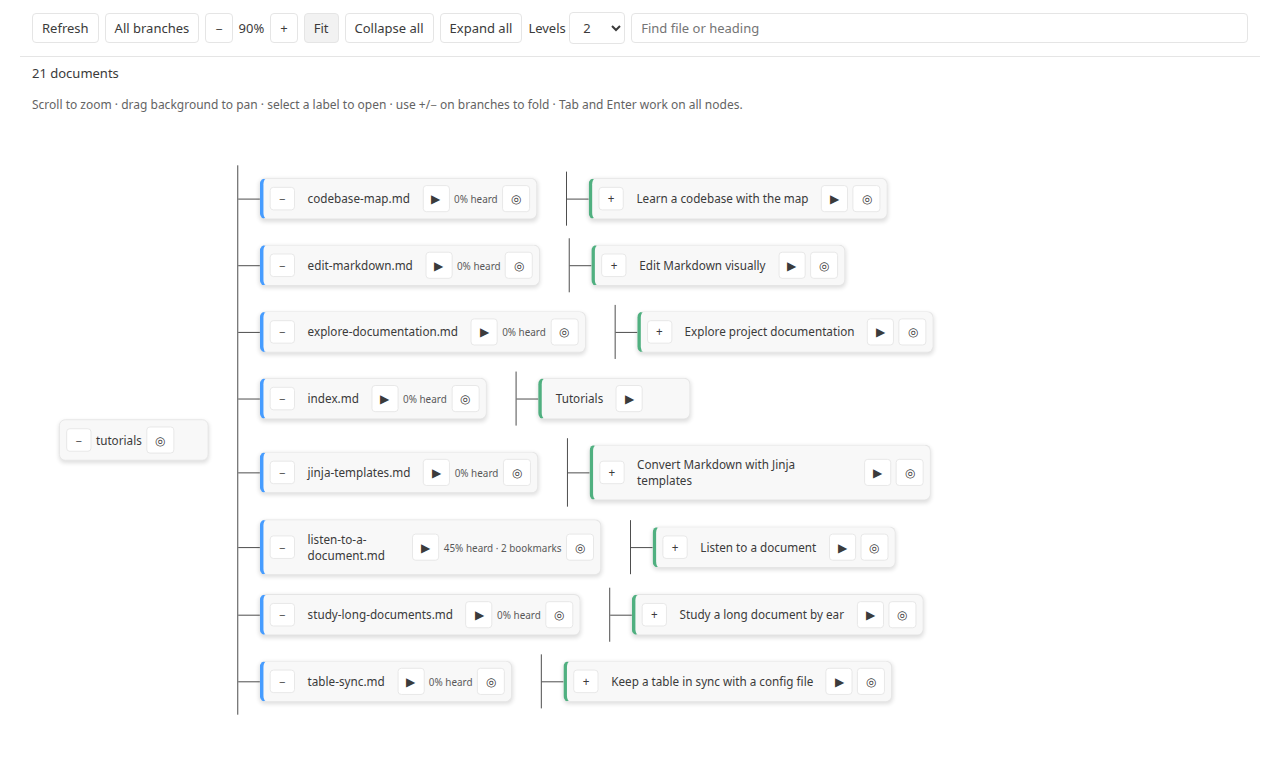 Refresh All branches − 90% + Fit Collapse all Expand all Levels 2 Find file or heading
21 documents
Scroll to zoom · drag background to pan · select a label to open · use +/− on branches to fold · Tab and Enter work on all nodes.
− codebase-map.md ▶ 0% heard ◎ + Learn a codebase with the map ▶ ◎
− edit-markdown.md ▶ 0% heard ◎ + Edit Markdown visually ▶ ◎
− explore-documentation.md ▶ 0% heard ◎ + Explore project documentation ▶ ◎
− index.md ▶ 0% heard ◎ Tutorials ▶
− tutorials ◎
− jinja-templates.md ▶ 0% heard ◎ + Convert Markdown with Jinja
templates ▶ ◎
− listen-to-a-
document.md ▶ 45% heard · 2 bookmarks ◎ + Listen to a document ▶ ◎
− study-long-documents.md ▶ 0% heard ◎ + Study a long document by ear ▶ ◎
− table-sync.md ▶ 0% heard ◎ + Keep a table in sync with a config file ▶ ◎